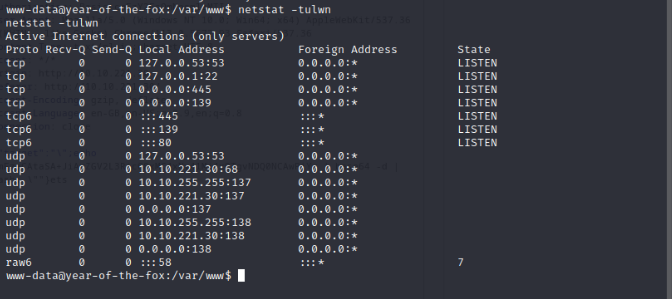 www-data@year-of-the-fox:/var/www$ netstat -tulwn
netstat -tulwn
Active Internet connections (only servers)
Proto Recv-Q Send-Q Local Address Foreign Address State
tcp 0 0 127.0.0.53:53 0.0.0.0:* LISTEN
tcp 0 0 127.0.0.1:22 0.0.0.0:* LISTEN
tcp 0 0 0.0.0.0:445 0.0.0.0:* LISTEN
tcp 0 0 0.0.0.0:139 0.0.0.0:* LISTEN
tcp6 0 0 :::445 :::* LISTEN
tcp6 0 0 :::139 :::* LISTEN
tcp6 0 0 :::80 :::* LISTEN
udp 0 0 127.0.0.53:53 0.0.0.0:*
udp 0 0 10.10.221.30:68 0.0.0.0:*
udp 0 0 10.10.255.255:137 0.0.0.0:*
udp 0 0 10.10.221.30:137 0.0.0.0:*
udp 0 0 0.0.0.0:137 0.0.0.0:*
udp 0 0 10.10.255.255:138 0.0.0.0:*
udp 0 0 10.10.221.30:138 0.0.0.0:*
udp 0 0 0.0.0.0:138 0.0.0.0:*
raw6 0 0 :::58 :::* 7
www-data@year-of-the-fox:/var/www$